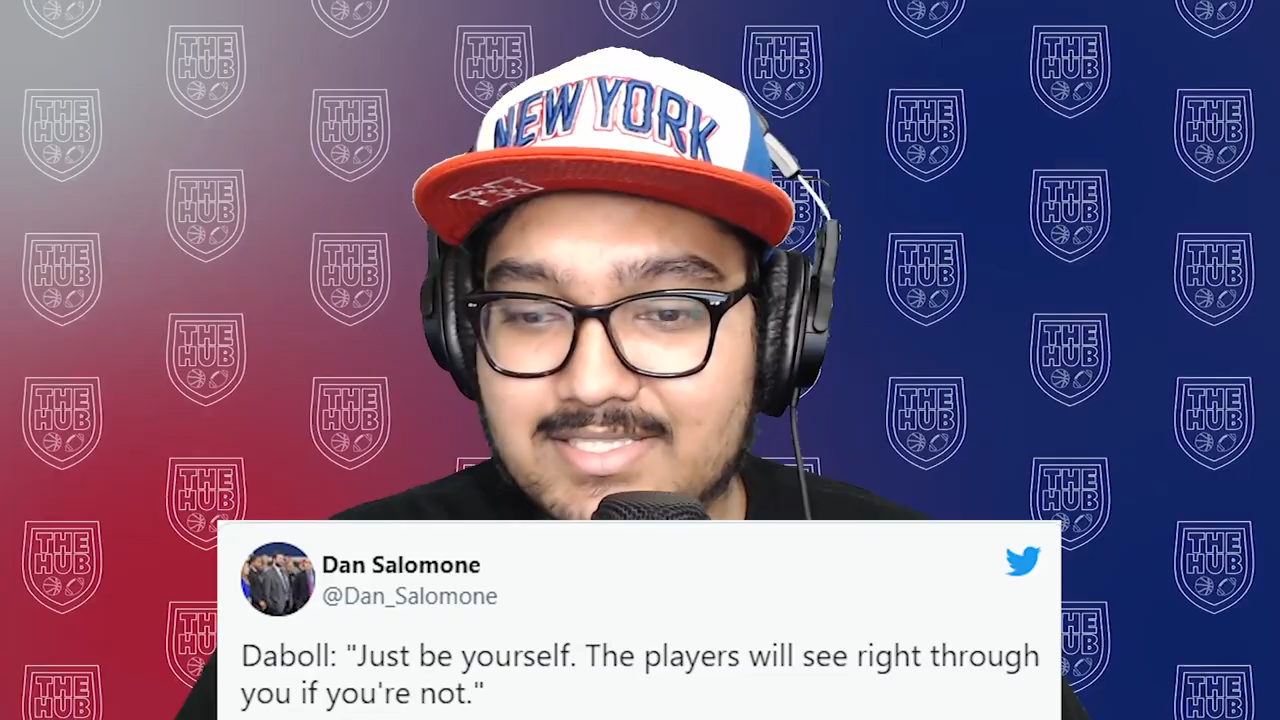 THE HUB
NEW YORK
Dan Salomone
@Dan_Salomone
Daboll: "Just be yourself. The players will see right through
you if you're not."